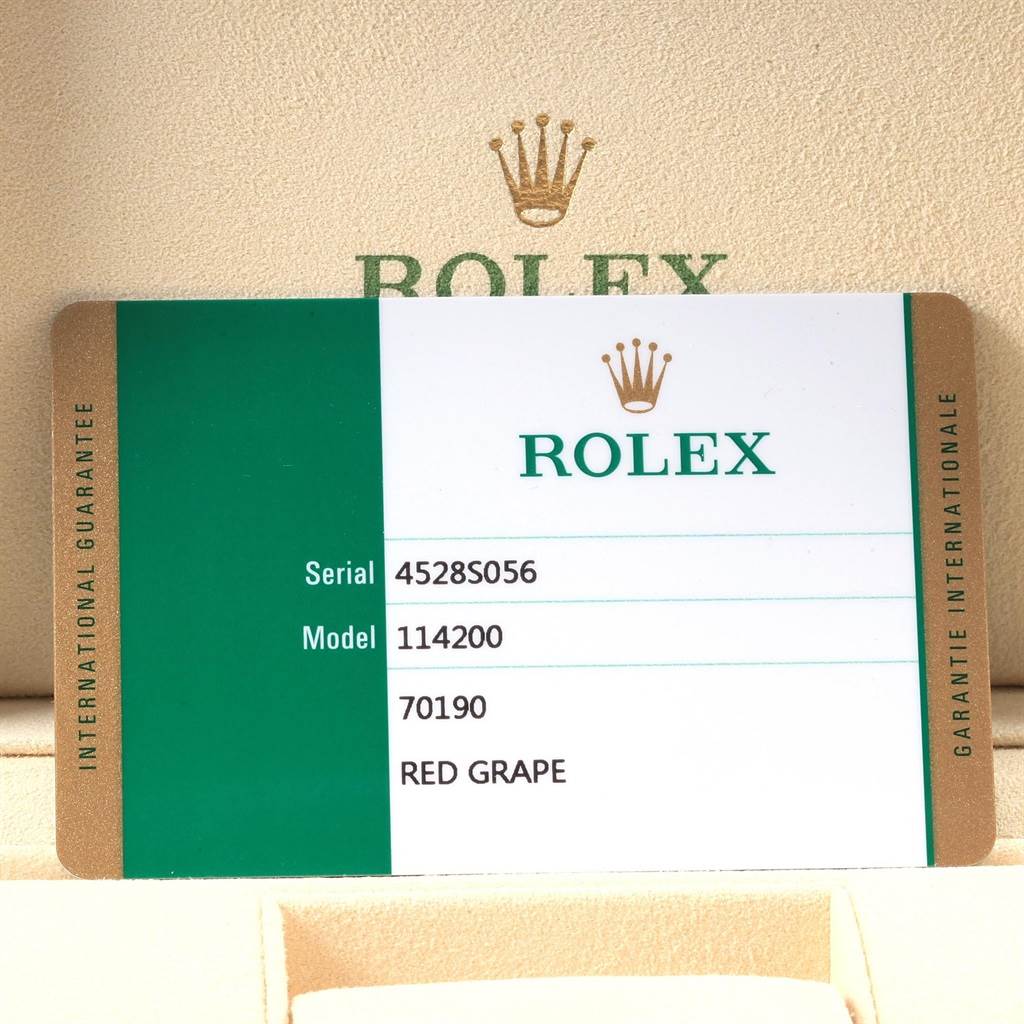 ROLEX
ROLEX
INTERNATIONAL GUARANTEE
Serial 4528S056
Model 114200
70190
RED GRAPE
GARANTIE INTERNATIONALE